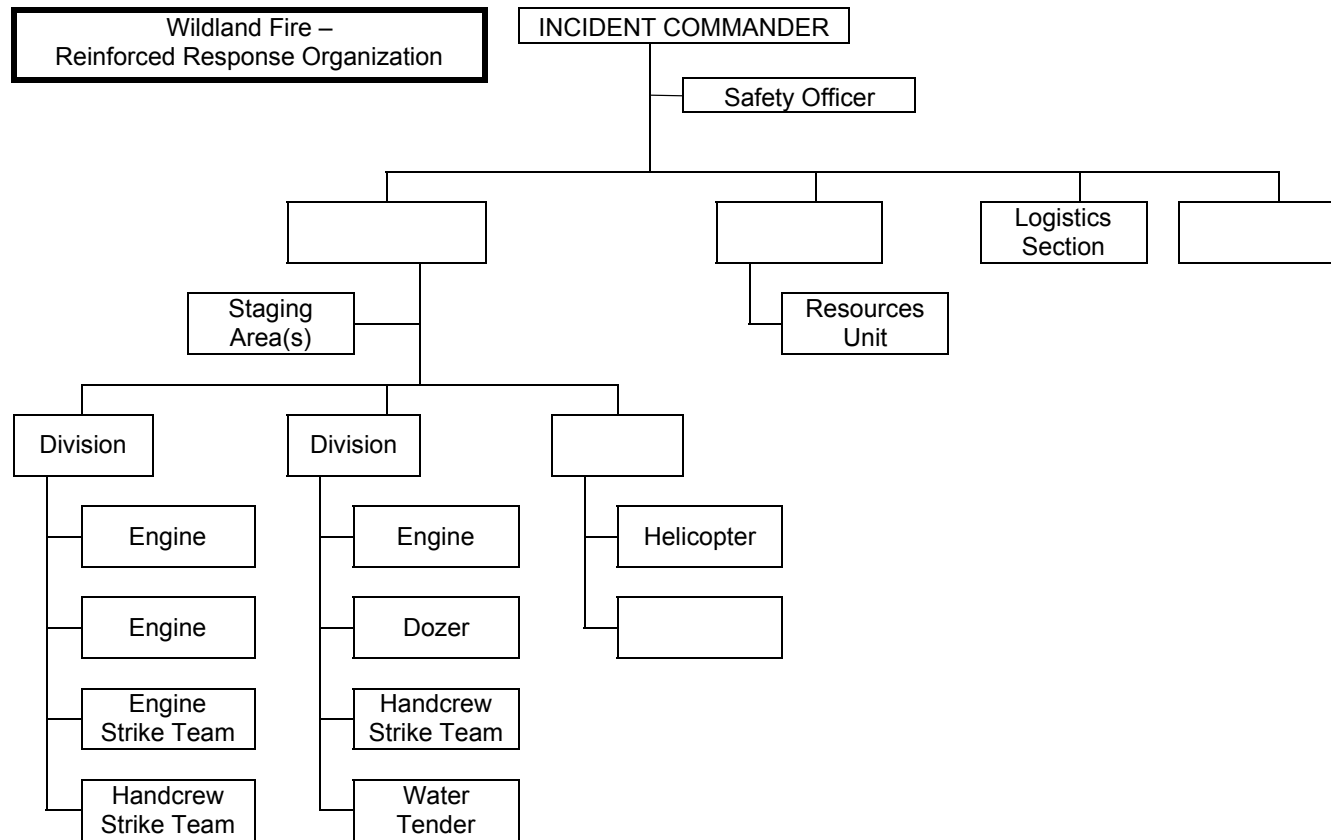 Wildland Fire –
Reinforced Response Organization
INCIDENT COMMANDER
Safety Officer
Logistics
Section
Staging
Area(s)
Resources
Unit
Division
Division
Engine
Engine
Helicopter
Engine
Dozer
Engine
Strike Team
Handcrew
Strike Team
Handcrew
Strike Team
Water
Tender